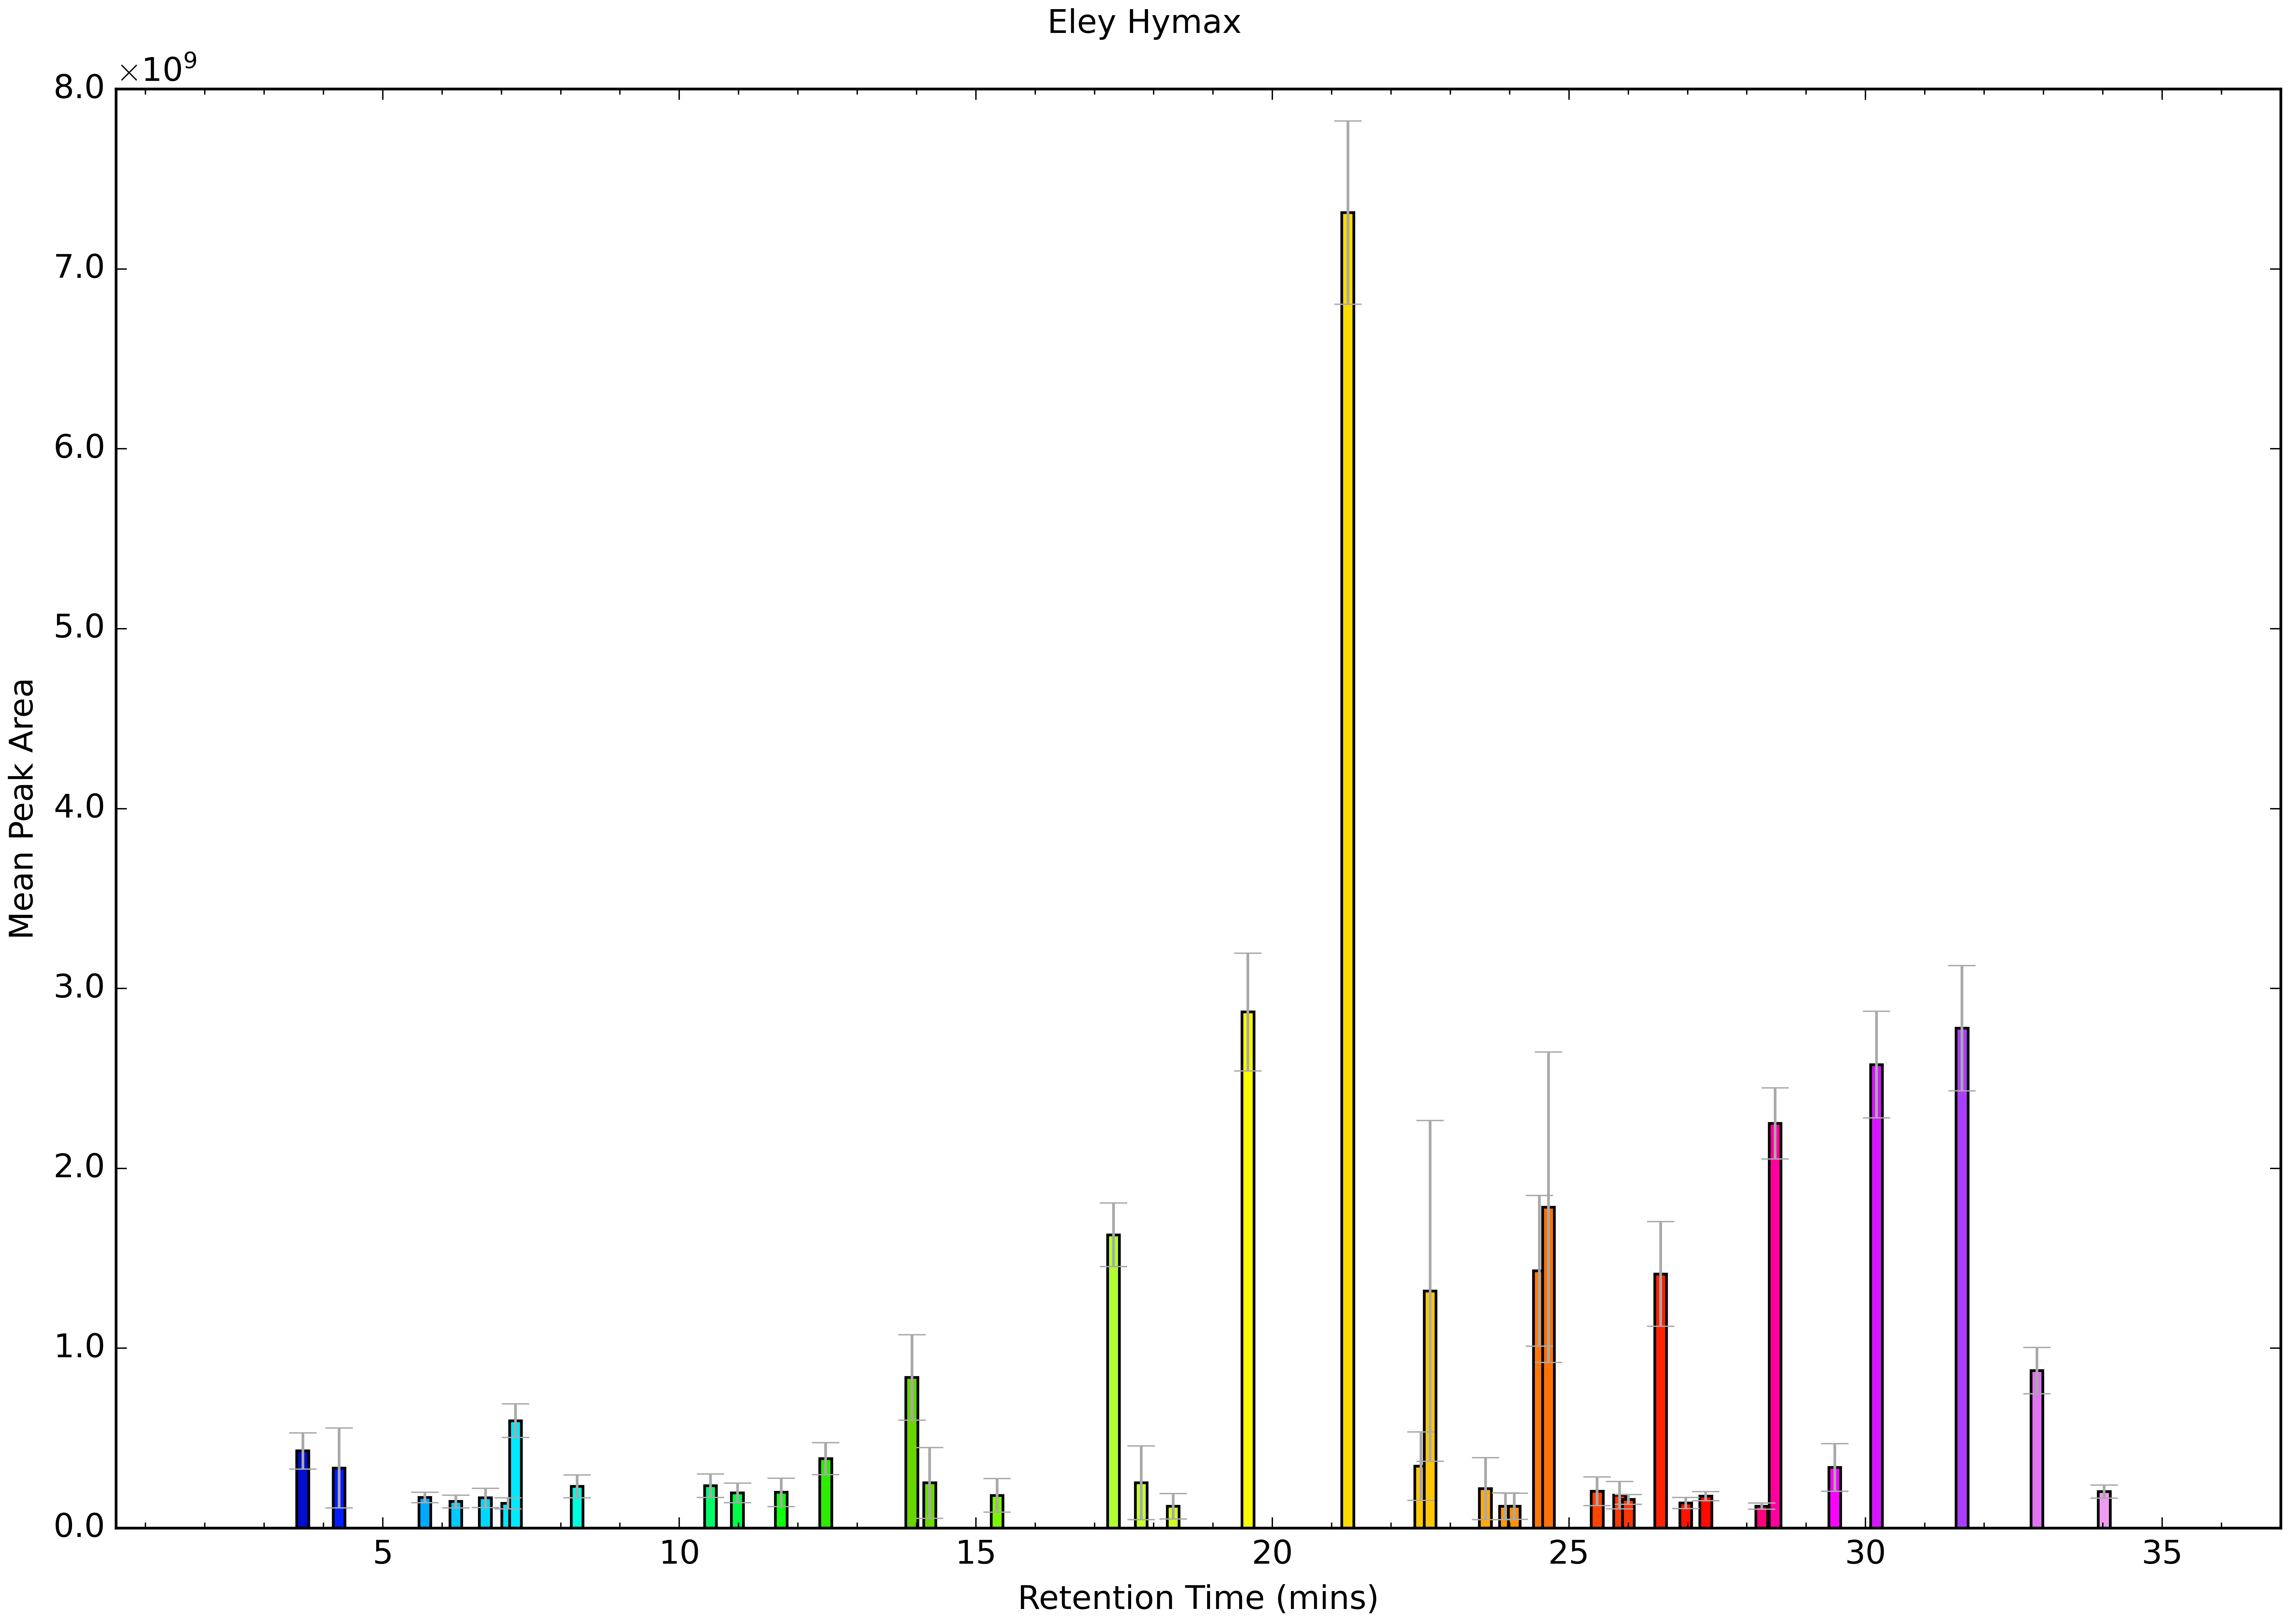 Eley Hymax
×10⁹
8.0
7.0
6.0
5.0
4.0
3.0
2.0
1.0
0.0
Mean Peak Area
5 10 15 20 25 30 35
Retention Time (mins)